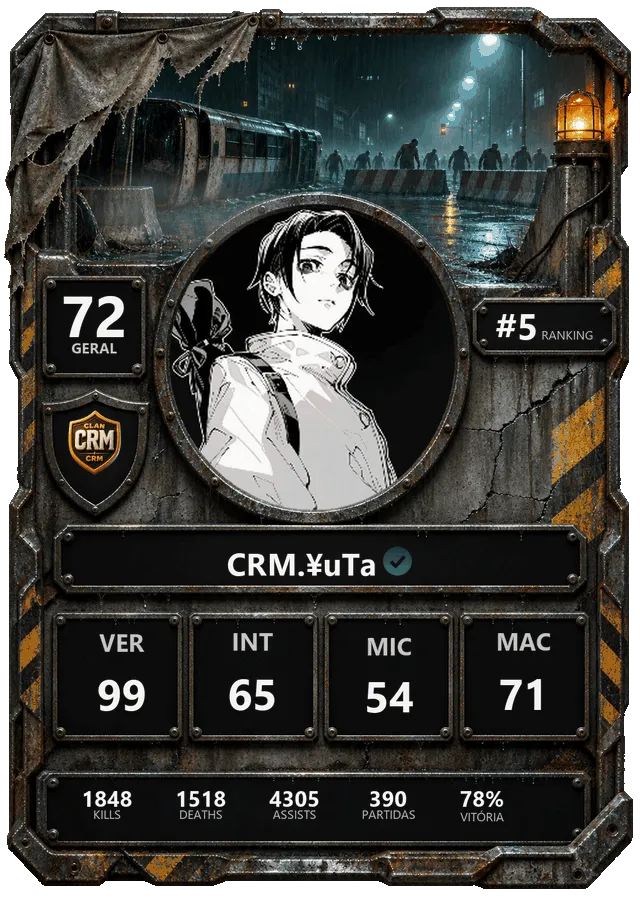 72
GERAL
#5 RANKING
CLAN
CRM
CRM
CRM.¥uTa
VER INT MIC MAC
99 65 54 71
1848 1518 4305 390 78%
KILLS DEATHS ASSISTS PARTIDAS VITÓRIA